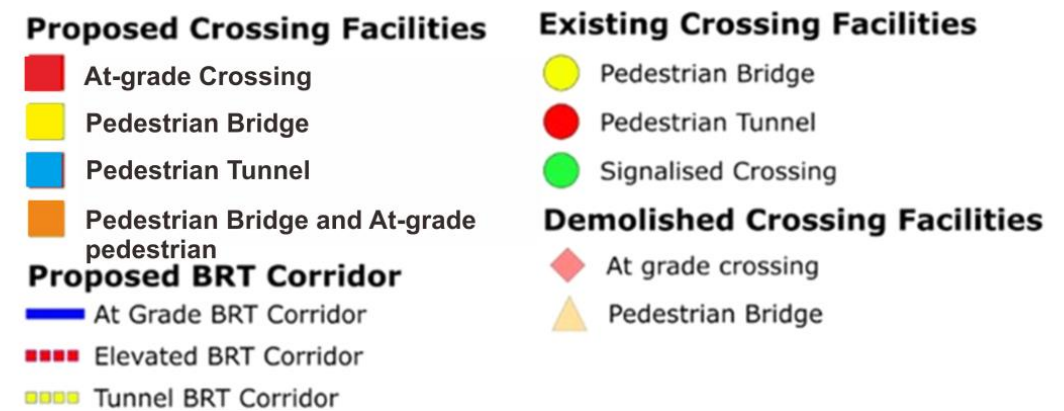 Proposed Crossing Facilities
At-grade Crossing
Pedestrian Bridge
Pedestrian Tunnel
Pedestrian Bridge and At-grade
pedestrian
Proposed BRT Corridor
At Grade BRT Corridor
Elevated BRT Corridor
Tunnel BRT Corridor
Existing Crossing Facilities
Pedestrian Bridge
Pedestrian Tunnel
Signalised Crossing
Demolished Crossing Facilities
At grade crossing
Pedestrian Bridge